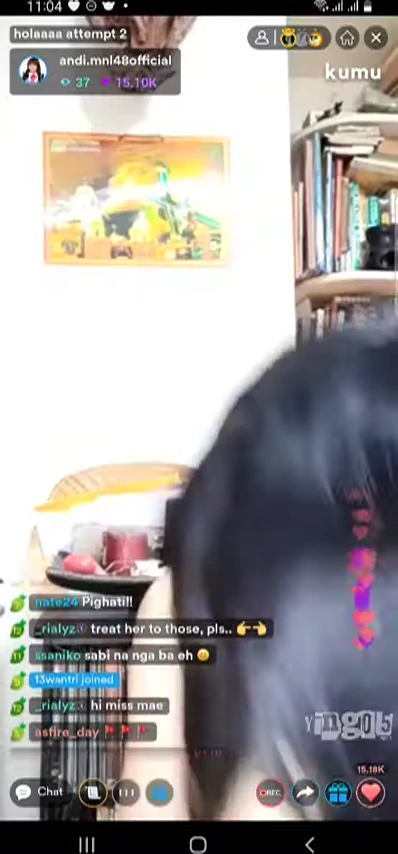 11:04
holaaaa attempt 2
andi.mnl48official
37 15.10K
kumu
nate24 Pighati!!
_rialyz treat her to those, pls.. 👉👈
ssaniko sabi na nga ba eh
13wantri joined
_rialyz hi miss mae
asfire_day 🚩🚩🚩
15.18K
Chat
REC